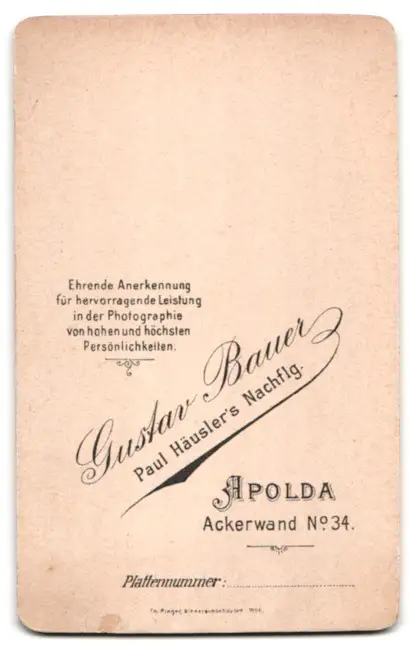 Ehrende Anerkennung
für hervorragende Leistung
in der Photographie
von hohen und höchsten
Persönlichkeiten.
Gustav Bauer
Paul Häusler's Nachflg.
APOLDA
Ackerwand No. 34.
Plattennummer: